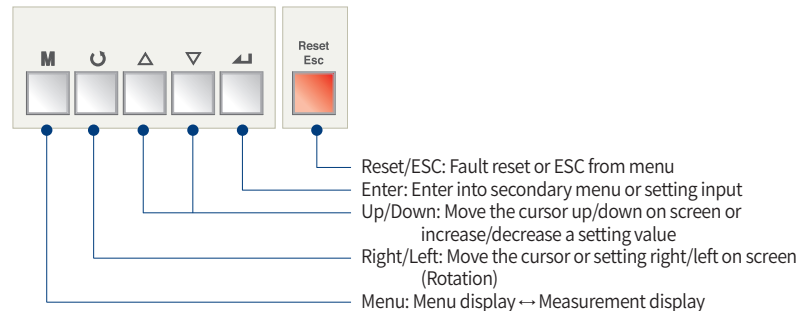 M
Reset
Esc
Reset/ESC: Fault reset or ESC from menu
Enter: Enter into secondary menu or setting input
Up/Down: Move the cursor up/down on screen or
increase/decrease a setting value
Right/Left: Move the cursor or setting right/left on screen
(Rotation)
Menu: Menu display ↔ Measurement display